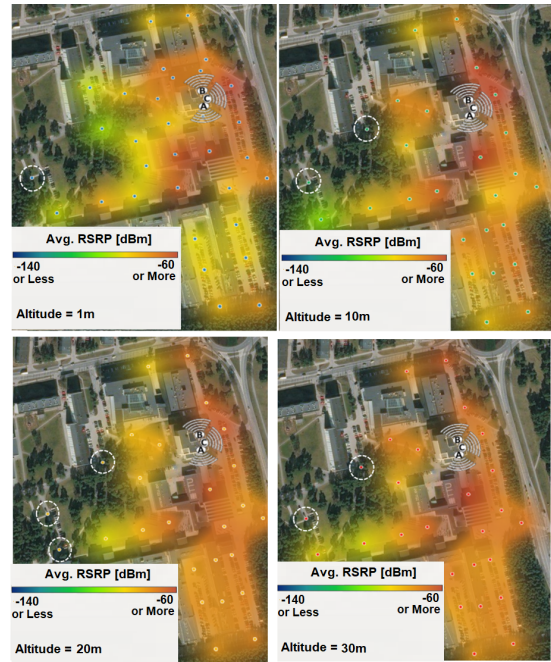 B
C
A
B
C
A
Avg. RSRP [dBm]
-140
or Less
-60
or More
Altitude = 1m
Avg. RSRP [dBm]
-140
or Less
-60
or More
Altitude = 10m
B
C
A
B
C
A
Avg. RSRP [dBm]
-140
or Less
-60
or More
Altitude = 20m
Avg. RSRP [dBm]
-140
or Less
-60
or More
Altitude = 30m